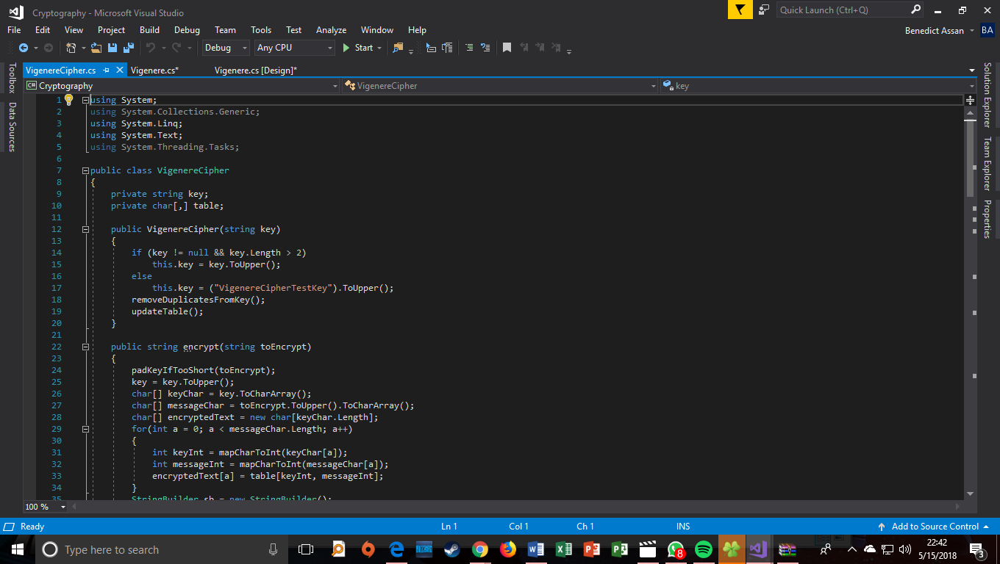 Cryptography - Microsoft Visual Studio
Quick Launch (Ctrl+Q)
File Edit View Project Build Debug Team Tools Test Analyze Window Help
Benedict Assan BA
Debug Any CPU Start
VigenereCipher.cs Vigenere.cs* Vigenere.cs [Design]*
C# Cryptography VigenereCipher key
Toolbox
Data Sources
Solution Explorer
Team Explorer
Properties
1 using System;
2 using System.Collections.Generic;
3 using System.Linq;
4 using System.Text;
5 using System.Threading.Tasks;
6
7 public class VigenereCipher
8 {
9 private string key;
10 private char[,] table;
11
12 public VigenereCipher(string key)
13 {
14 if (key != null && key.Length > 2)
15 this.key = key.ToUpper();
16 else
17 this.key = ("VigenereCipherTestKey").ToUpper();
18 removeDuplicatesFromKey();
19 updateTable();
20 }
21
22 public string encrypt(string toEncrypt)
23 {
24 padKeyIfTooShort(toEncrypt);
25 key = key.ToUpper();
26 char[] keyChar = key.ToCharArray();
27 char[] messageChar = toEncrypt.ToUpper().ToCharArray();
28 char[] encryptedText = new char[keyChar.Length];
29 for(int a = 0; a < messageChar.Length; a++)
30 {
31 int keyInt = mapCharToInt(keyChar[a]);
32 int messageInt = mapCharToInt(messageChar[a]);
33 encryptedText[a] = table[keyInt, messageInt];
34 }
35 StringBuilder sb = new StringBuilder();
100 %
Ready Ln 1 Col 1 Ch 1 INS Add to Source Control
Type here to search
8
22:42
5/15/2018
3